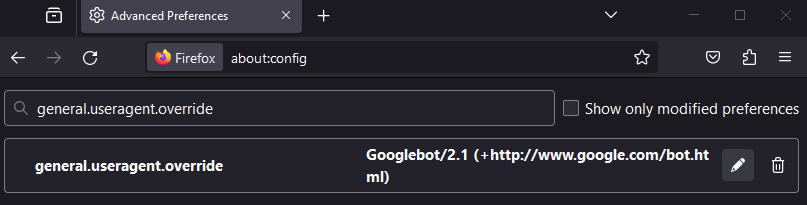 Advanced Preferences
Firefox about:config
general.useragent.override
Show only modified preferences
general.useragent.override
Googlebot/2.1 (+http://www.google.com/bot.ht
ml)